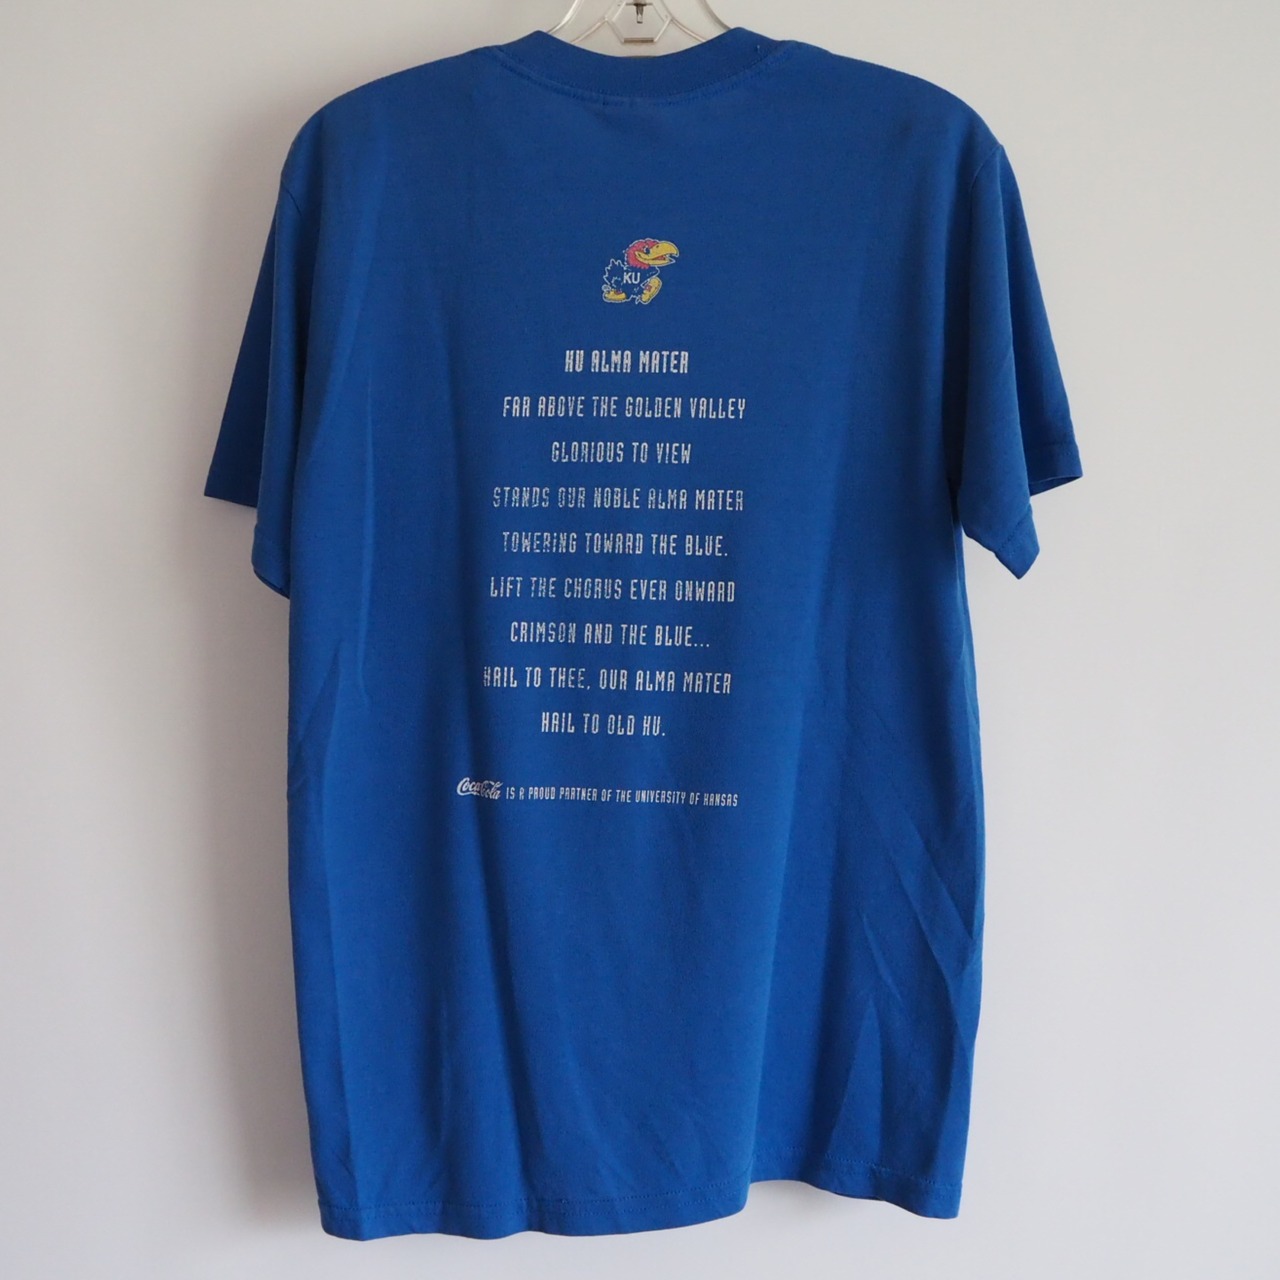 KU
KU ALMA MATER
FAR ABOVE THE GOLDEN VALLEY
GLORIOUS TO VIEW
STANDS OUR NOBLE ALMA MATER
TOWERING TOWARD THE BLUE.
LIFT THE CHORUS EVER ONWARD
CRIMSON AND THE BLUE...
HAIL TO THEE, OUR ALMA MATER
HAIL TO OLD KU.
Coca-Cola IS A PROUD PARTNER OF THE UNIVERSITY OF KANSAS